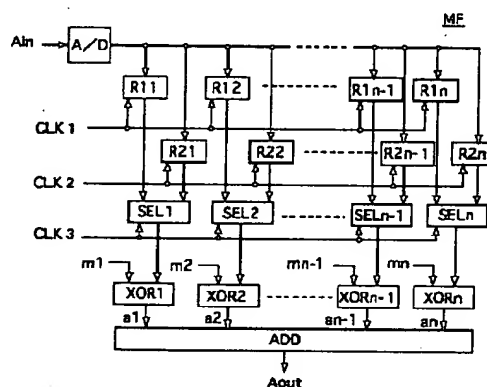 MF
Ain A/D
R11 R12 R1n-1 R1n
CLK 1
R21 R22 R2n-1 R2n
CLK 2
SEL1 SEL2 SELn-1 SELn
CLK 3
m1 m2 mn-1 mn
XOR1 XOR2 XORn-1 XORn
a1 a2 an-1 an
ADD
Aout